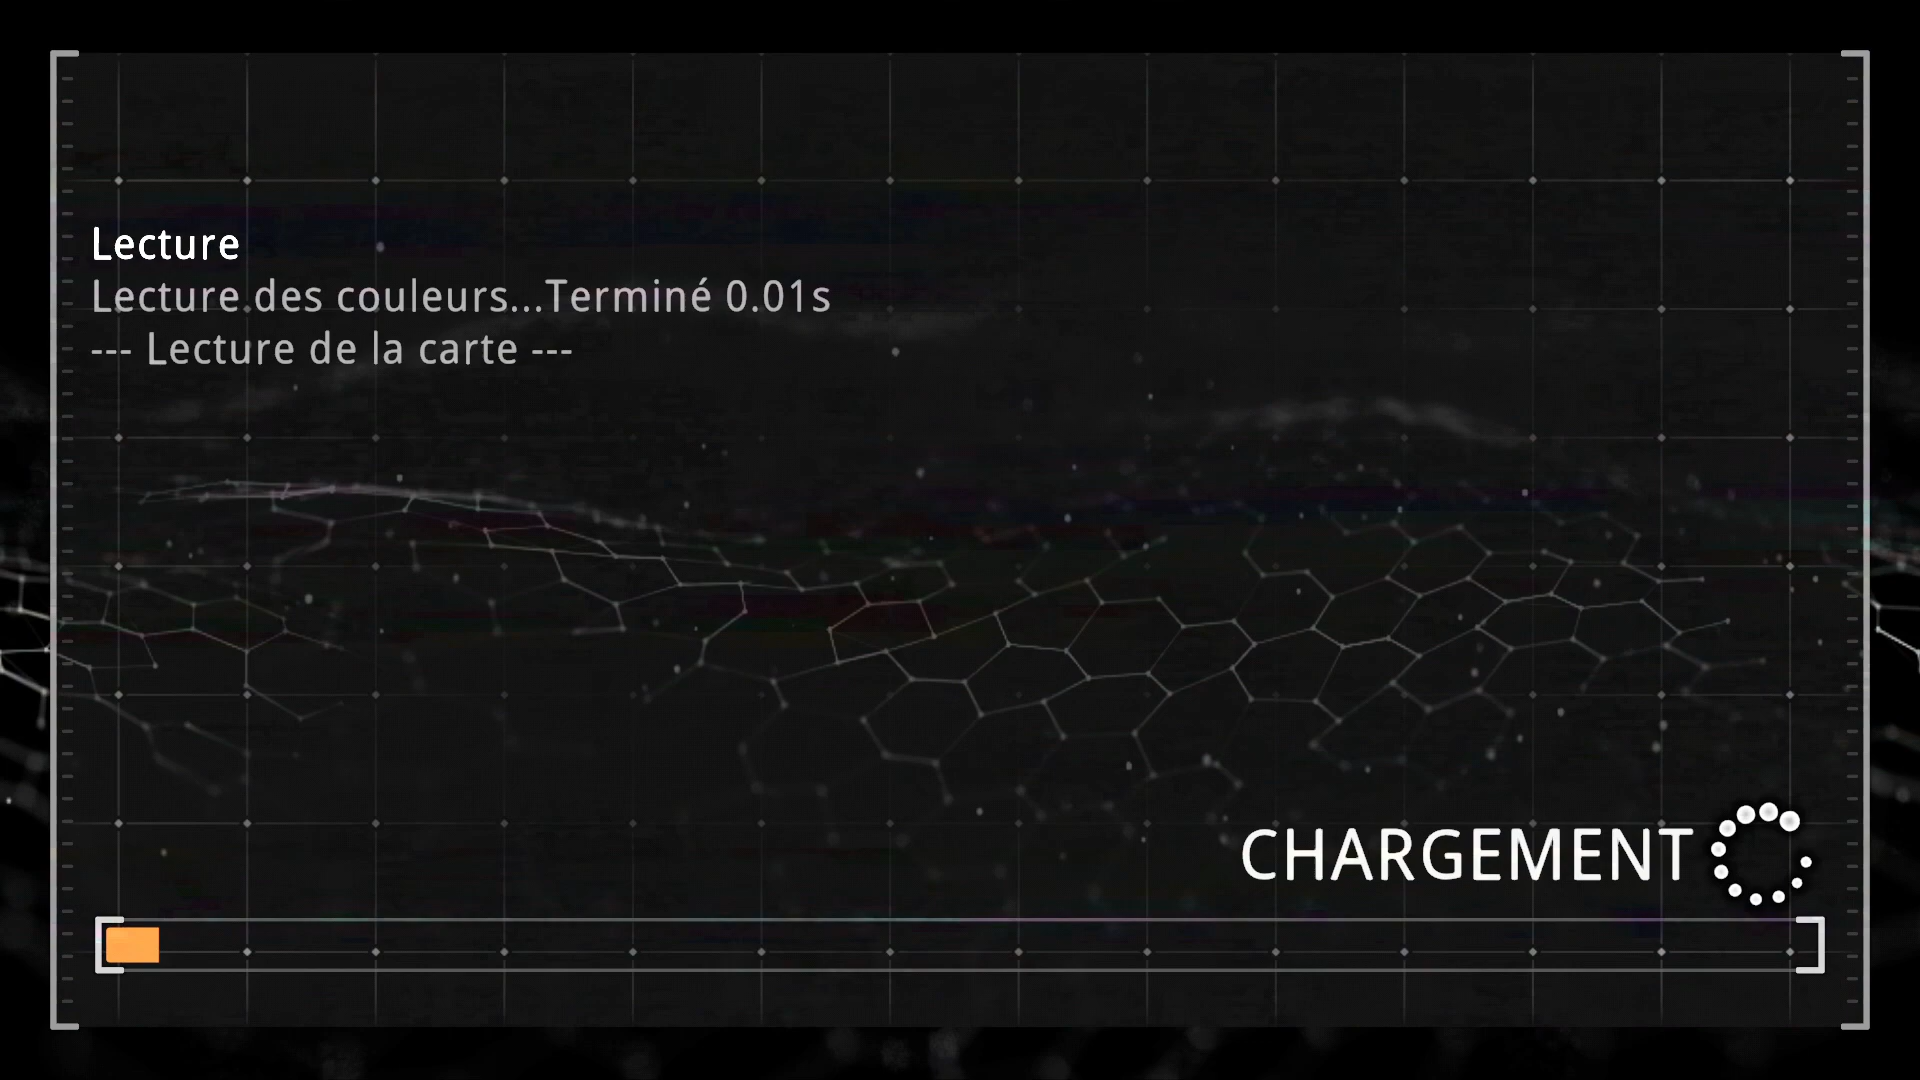 Lecture
Lecture des couleurs...Terminé 0.01s
--- Lecture de la carte ---
CHARGEMENT